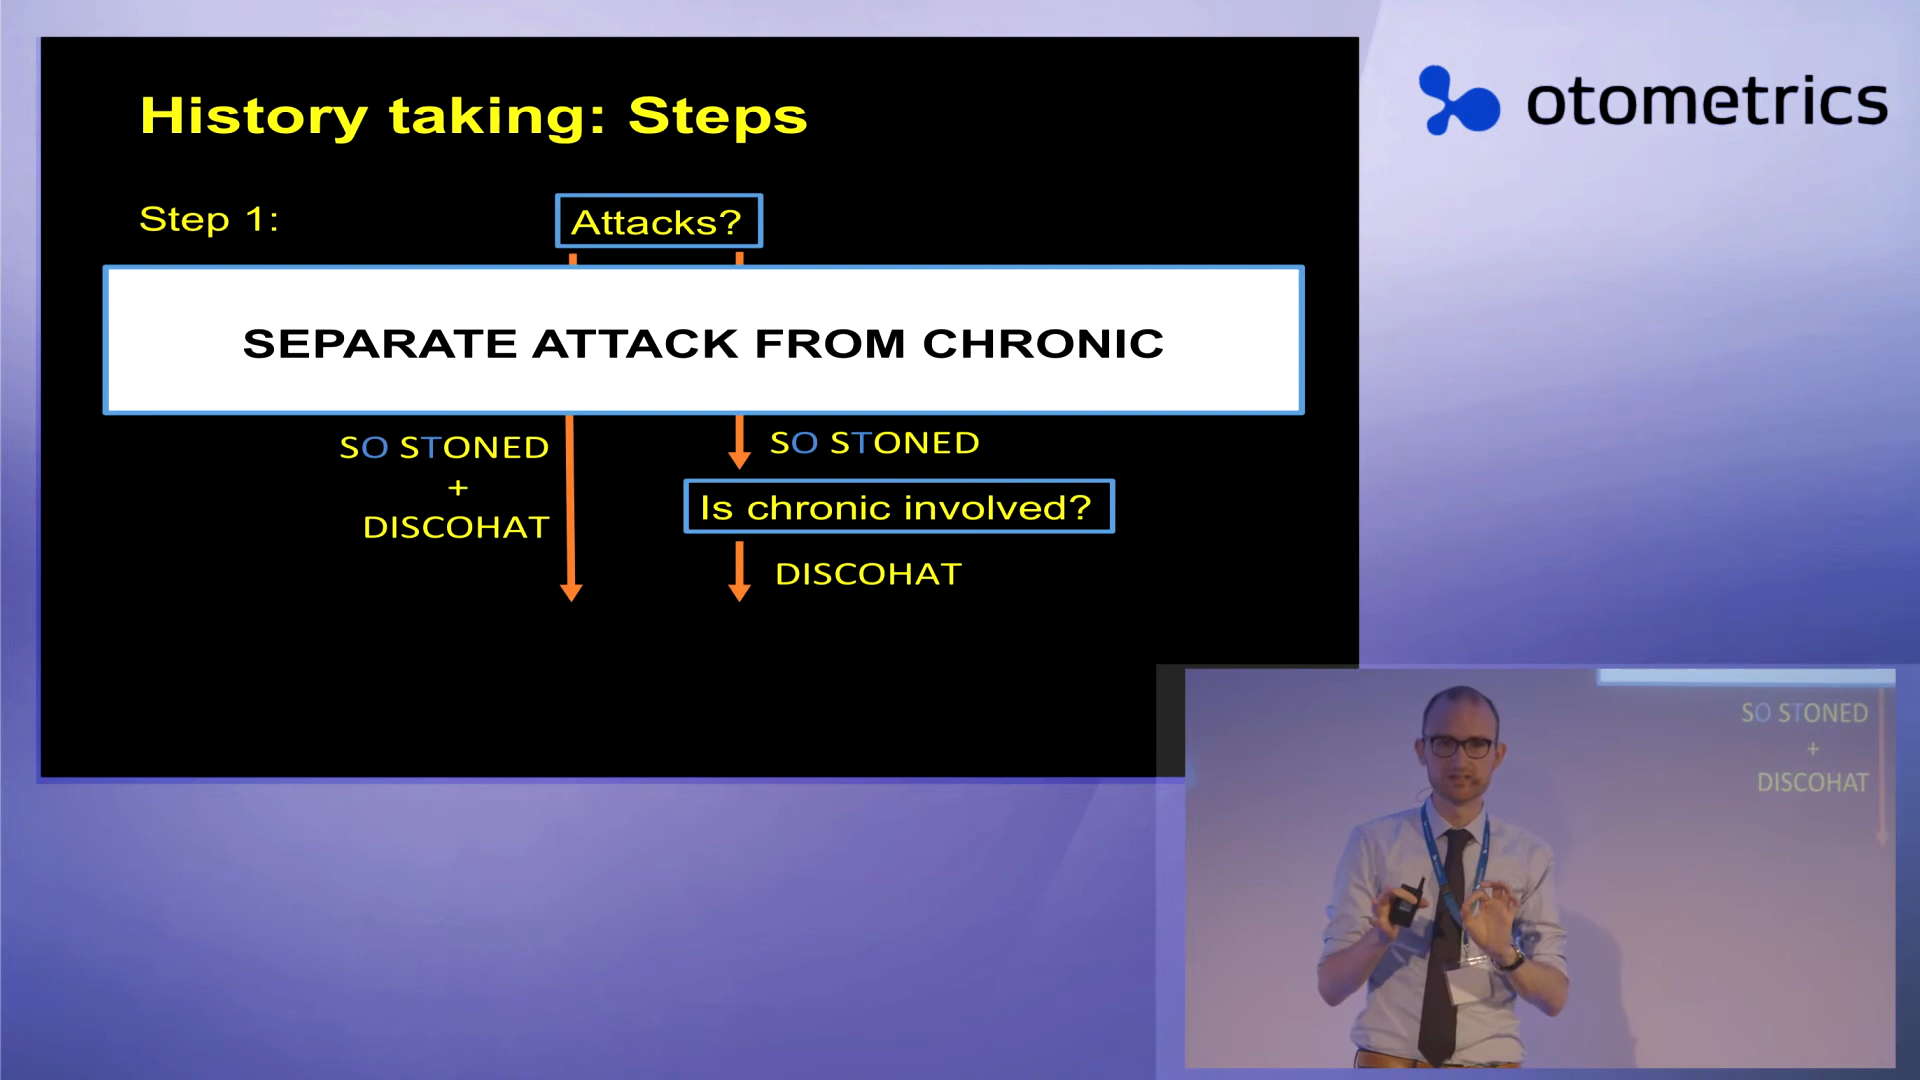 History taking: Steps
otometrics
Step 1:
Attacks?
SEPARATE ATTACK FROM CHRONIC
SO STONED
+
DISCOHAT
SO STONED
Is chronic involved?
DISCOHAT
SO STONED
+
DISCOHAT